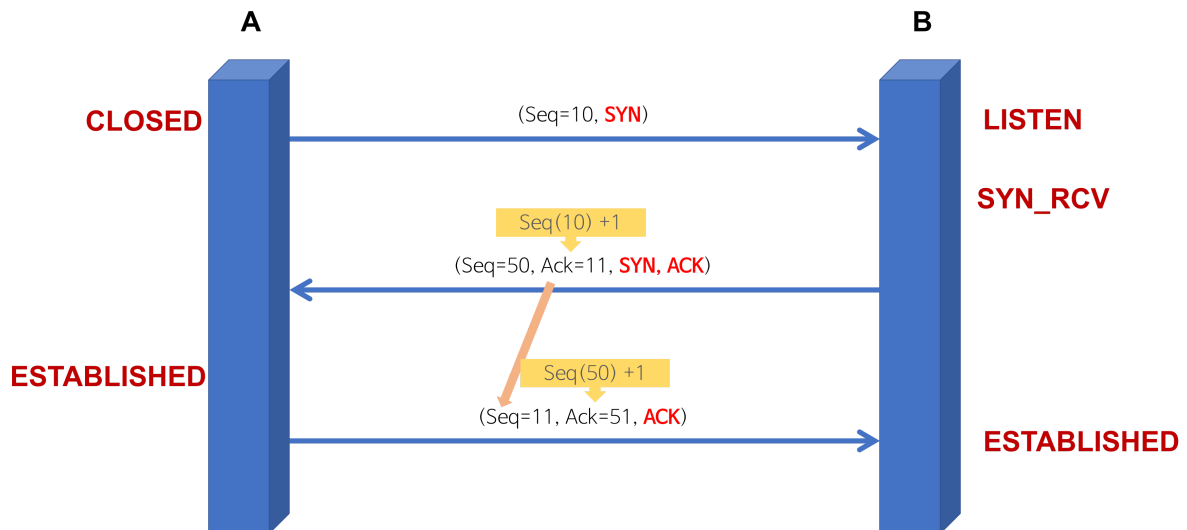 A
B
CLOSED
(Seq=10, SYN)
LISTEN
SYN_RCV
Seq(10) +1
(Seq=50, Ack=11, SYN, ACK)
ESTABLISHED
Seq(50) +1
(Seq=11, Ack=51, ACK)
ESTABLISHED